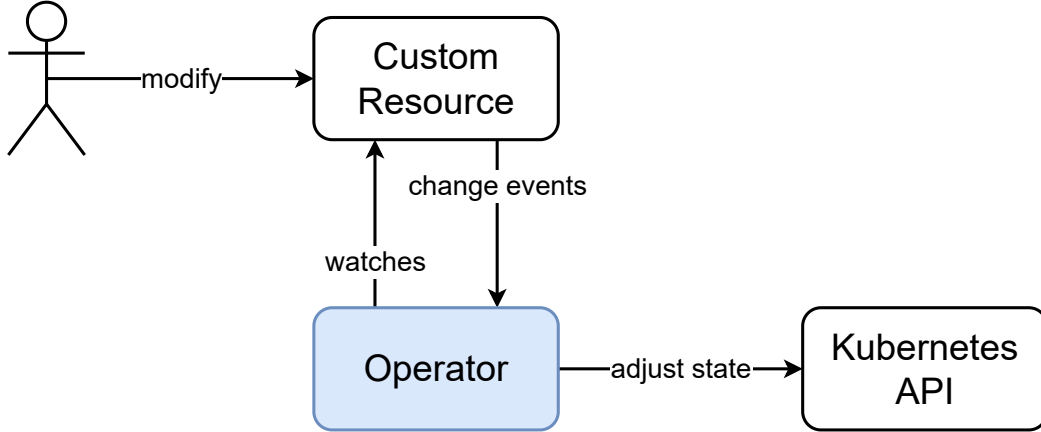 modify
Custom
Resource
change events
watches
Operator
adjust state
Kubernetes
API